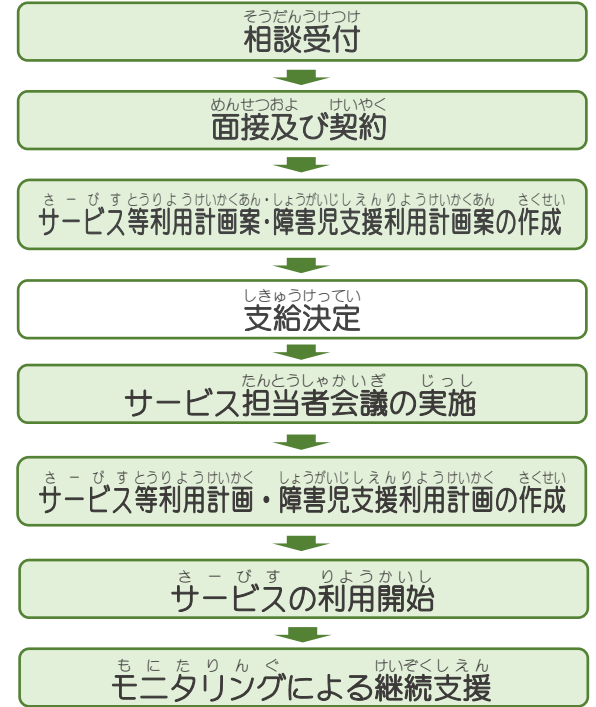 そうだんうけつけ
相談受付
めんせつおよ けいやく
面接及び契約
さーびすとうりようけいかくあん・しょうがいじしえんりようけいかくあん さくせい
サービス等利用計画案・障害児支援利用計画案の作成
しきゅうけってい
支給決定
たんとうしゃかいぎ じっし
サービス担当者会議の実施
さーびすとうりようけいかく しょうがいじしえんりようけいかく さくせい
サービス等利用計画・障害児支援利用計画の作成
さーびす りようかいし
サービスの利用開始
もにたりんぐ けいぞくしえん
モニタリングによる継続支援